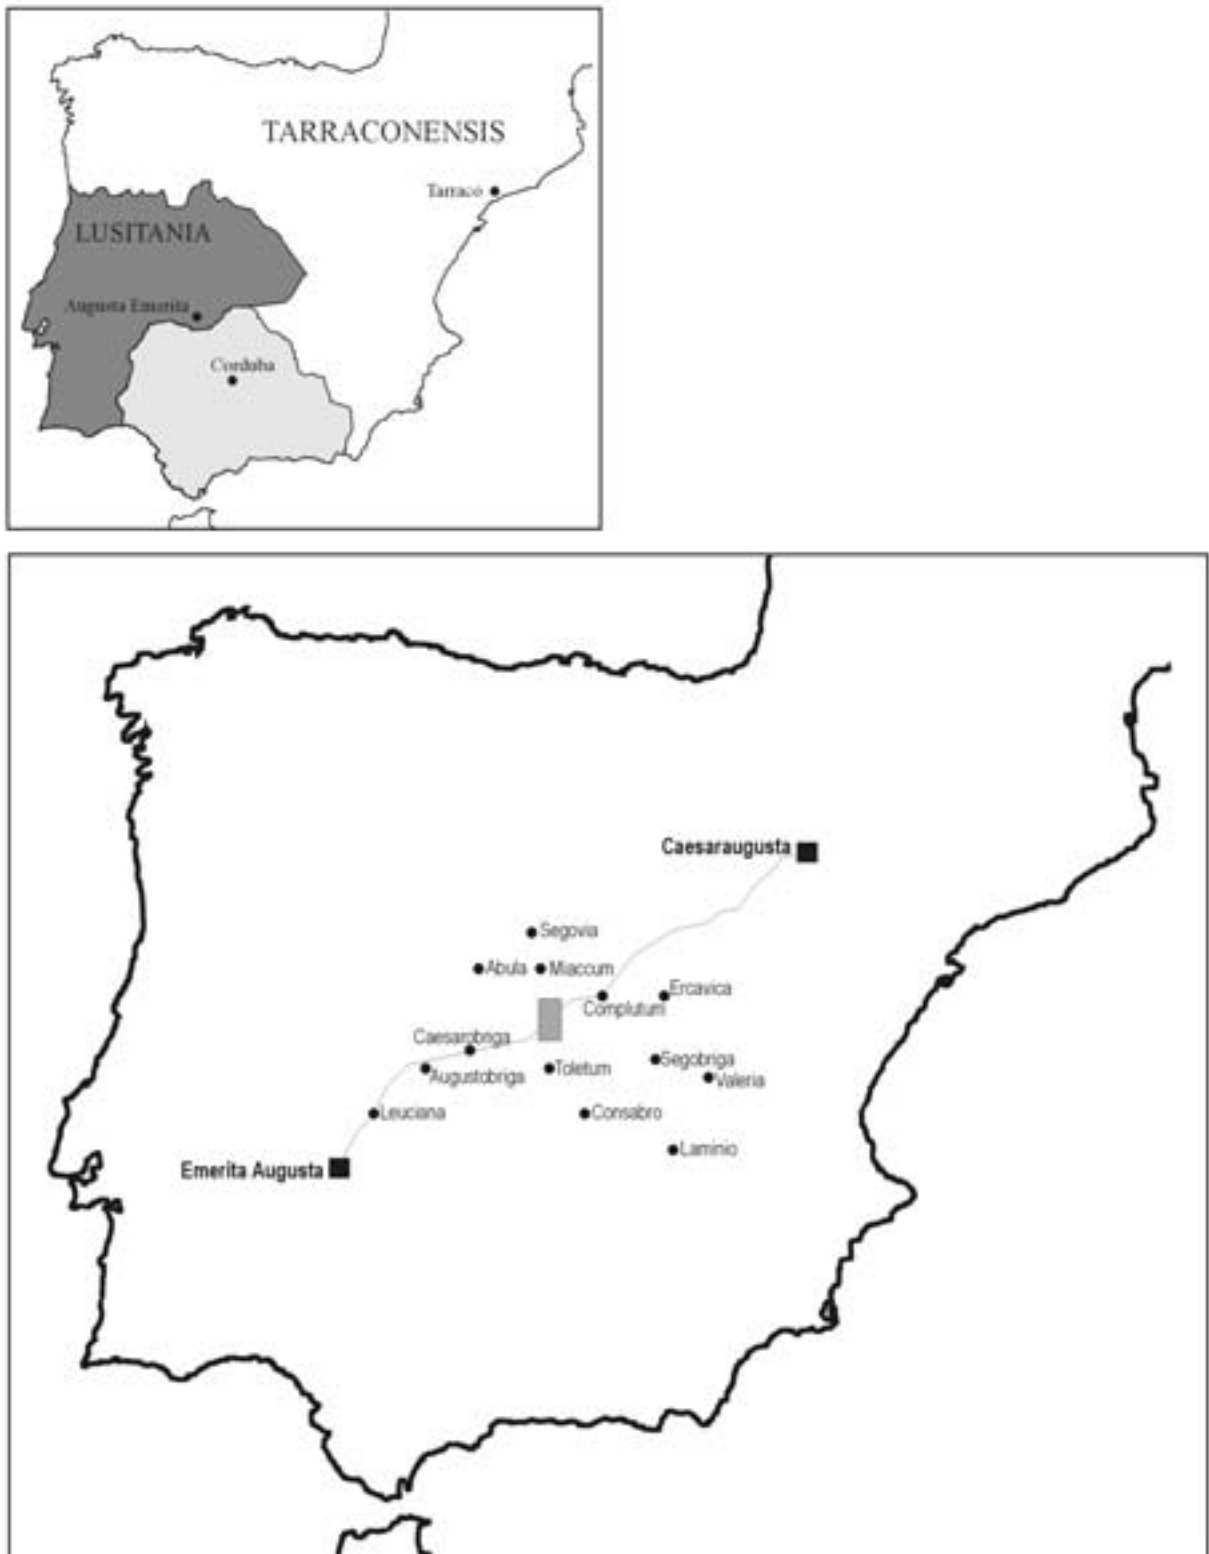 TARRACONENSIS
Tarraco
LUSITANIA
Augusta Emerita
Corduba
Caesaraugusta
Segovia
Abula
Miaccum
Ercavica
Complutum
Caesarobriga
Segobriga
Toletum
Augustobriga
Valeria
Leuciana
Consabro
Laminio
Emerita Augusta